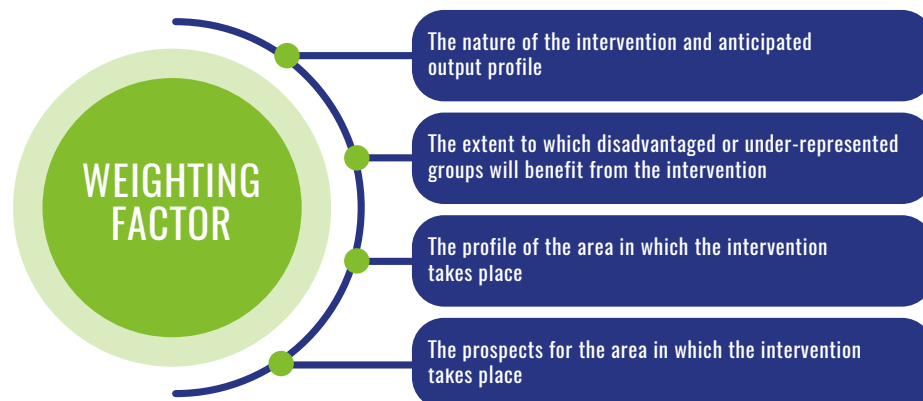 WEIGHTING
FACTOR
The nature of the intervention and anticipated
output profile
The extent to which disadvantaged or under-represented
groups will benefit from the intervention
The profile of the area in which the intervention
takes place
The prospects for the area in which the intervention
takes place